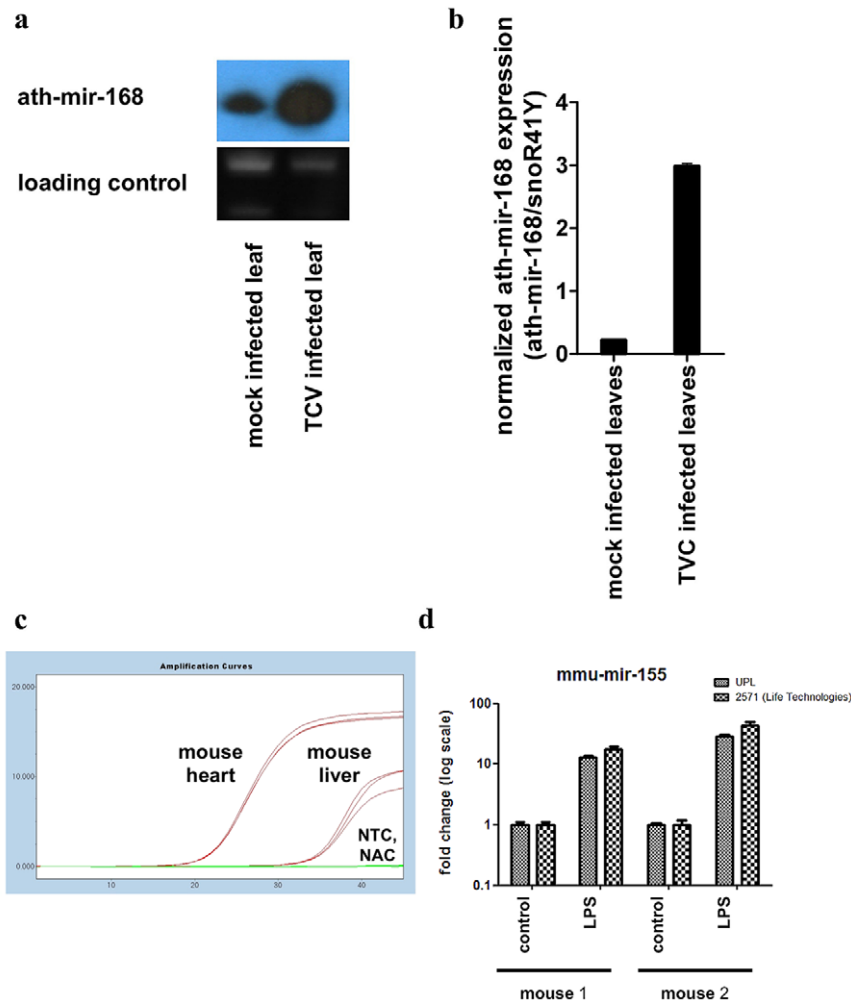 a
ath-mir-168
loading control
mock infected leaf
TCV infected leaf
b
normalized ath-mir-168 expression
(ath-mir-168/snoR41Y)
4
3
2
1
0
mock infected leaves
TVC infected leaves
c
Amplification Curves
20.000
10.000
0.000
mouse
heart
mouse
liver
NTC,
NAC
10
20
30
40
d
mmu-mir-155
UPL
2571 (Life Technologies)
fold change (log scale)
100
10
1
0.1
control
LPS
control
LPS
mouse 1
mouse 2